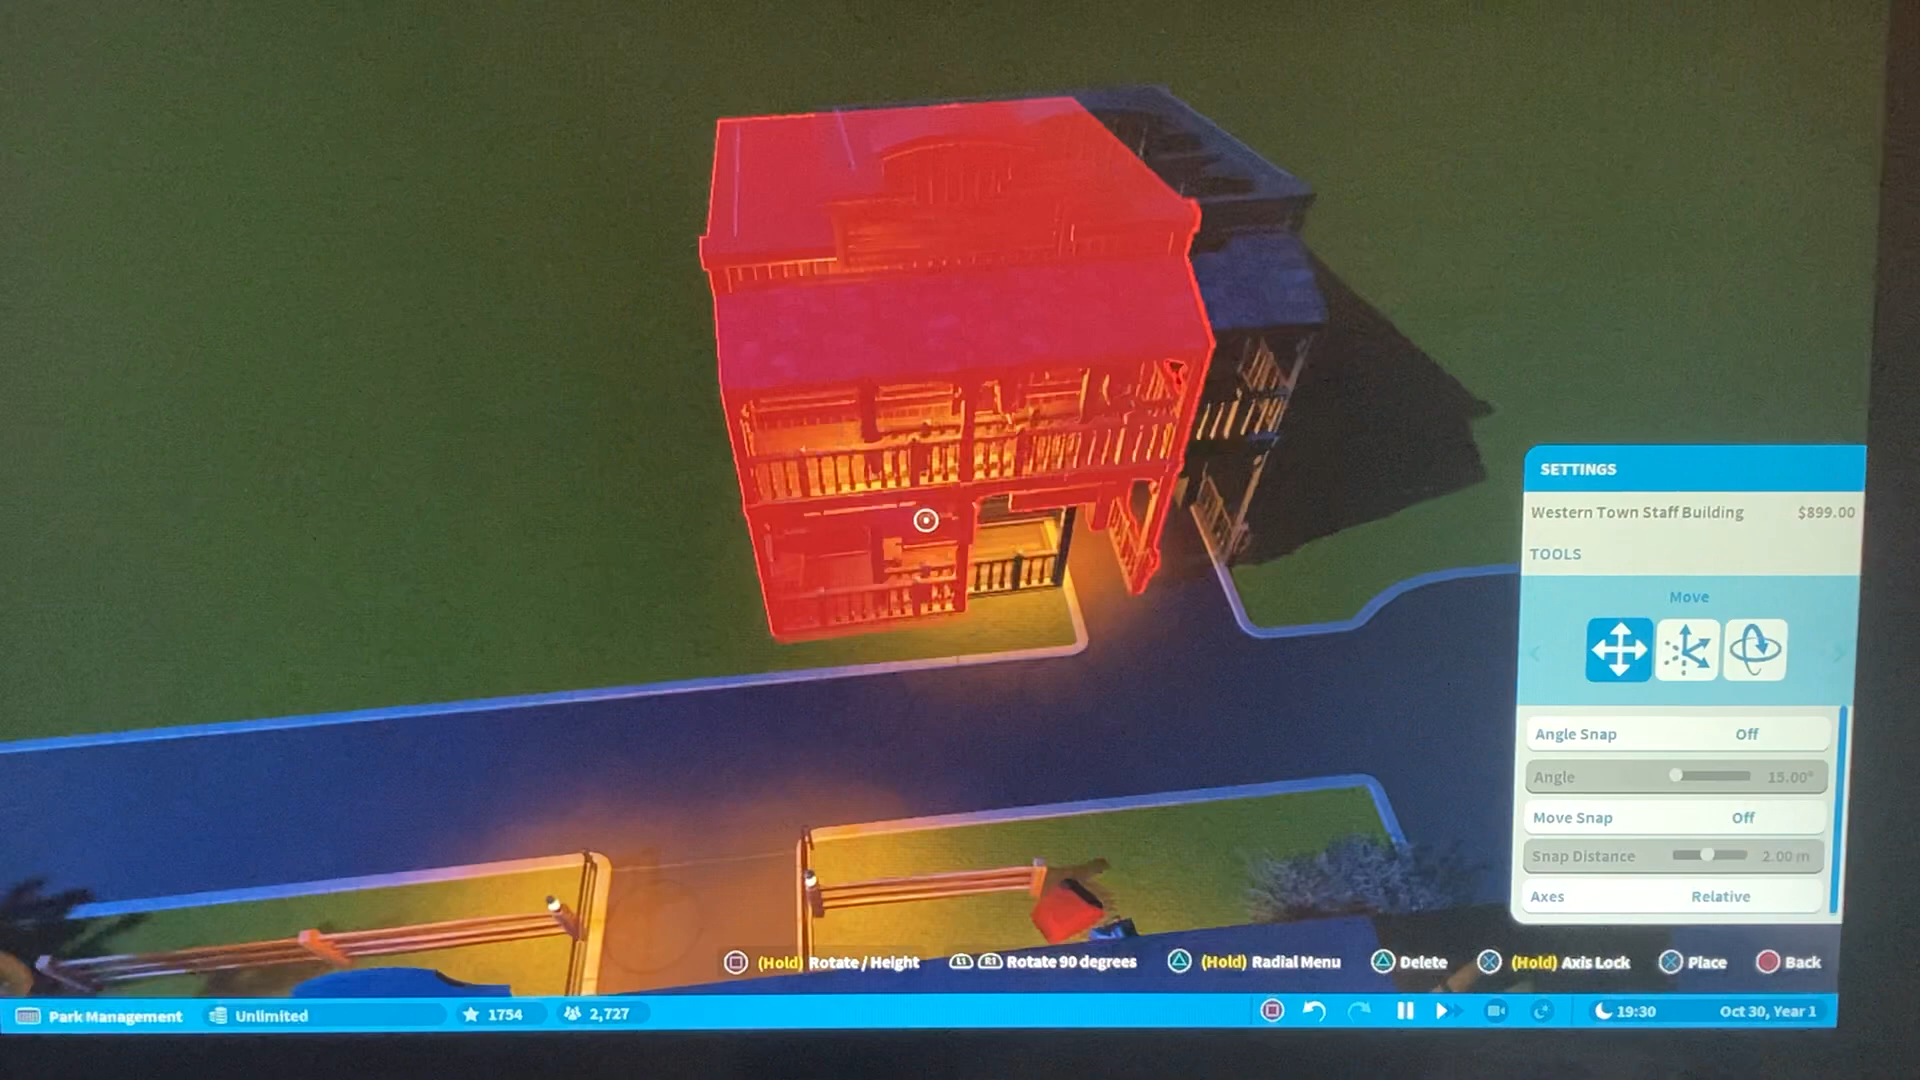 SETTINGS
Western Town Staff Building $899.00
TOOLS
Move
Angle Snap Off
Angle 15.00°
Move Snap Off
Snap Distance 2.00 m
Axes Relative
(Hold) Rotate / Height L1 R1 Rotate 90 degrees (Hold) Radial Menu Delete (Hold) Axis Lock Place Back
Park Management Unlimited 1754 2,727 19:30 Oct 30, Year 1